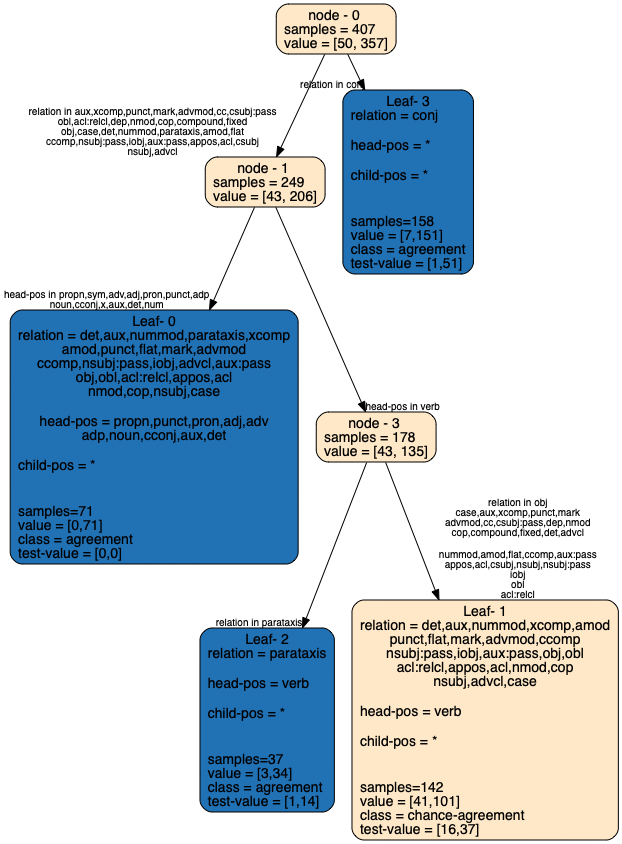 node - 0
samples = 407
value = [50, 357]
relation in conj
relation in aux,xcomp,punct,mark,advmod,cc,csubj:pass
obl,acl:relcl,dep,nmod,cop,compound,fixed
obj,case,det,nummod,parataxis,amod,flat
ccomp,nsubj:pass,iobj,aux:pass,appos,acl,csubj
nsubj,advcl
Leaf- 3
relation = conj
head-pos = *
child-pos = *
samples=158
value = [7,151]
class = agreement
test-value = [1,51]
node - 1
samples = 249
value = [43, 206]
head-pos in propn,sym,adv,adj,pron,punct,adp
noun,cconj,x,aux,det,num
Leaf- 0
relation = det,aux,nummod,parataxis,xcomp
amod,punct,flat,mark,advmod
ccomp,nsubj:pass,iobj,advcl,aux:pass
obj,obl,acl:relcl,appos,acl
nmod,cop,nsubj,case
head-pos = propn,punct,pron,adj,adv
adp,noun,cconj,aux,det
child-pos = *
samples=71
value = [0,71]
class = agreement
test-value = [0,0]
head-pos in verb
node - 3
samples = 178
value = [43, 135]
relation in parataxis
relation in obj
case,aux,xcomp,punct,mark
advmod,cc,csubj:pass,dep,nmod
cop,compound,fixed,det,advcl
nummod,amod,flat,ccomp,aux:pass
appos,acl,csubj,nsubj,nsubj:pass
iobj
obl
acl:relcl
Leaf- 2
relation = parataxis
head-pos = verb
child-pos = *
samples=37
value = [3,34]
class = agreement
test-value = [1,14]
Leaf- 1
relation = det,aux,nummod,xcomp,amod
punct,flat,mark,advmod,ccomp
nsubj:pass,iobj,aux:pass,obj,obl
acl:relcl,appos,acl,nmod,cop
nsubj,advcl,case
head-pos = verb
child-pos = *
samples=142
value = [41,101]
class = chance-agreement
test-value = [16,37]